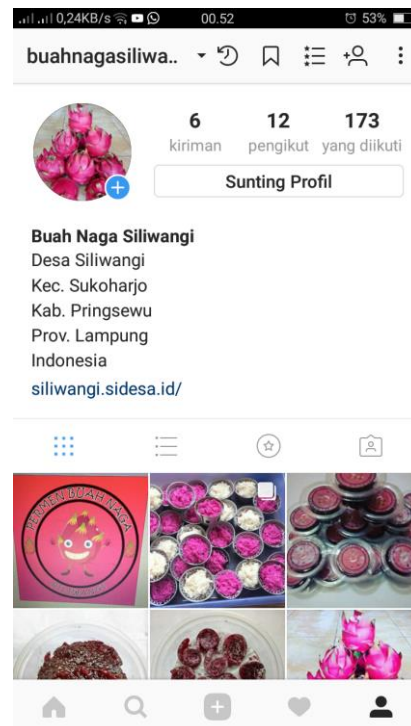 0,24KB/s 00.52 53%
buahnagasiliwa..
6 12 173
kiriman pengikut yang diikuti
Sunting Profil
Buah Naga Siliwangi
Desa Siliwangi
Kec. Sukoharjo
Kab. Pringsewu
Prov. Lampung
Indonesia
siliwangi.sidesa.id/
PERMEN BUAH NAGA